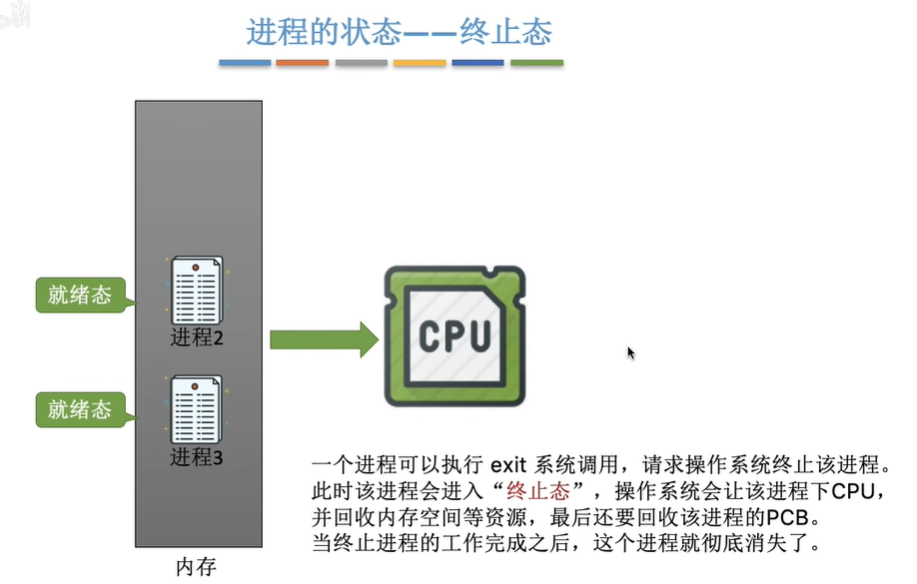 进程的状态——终止态
就绪态
进程2
CPU
就绪态
进程3
一个进程可以执行 exit 系统调用，请求操作系统终止该进程。
此时该进程会进入“终止态”，操作系统会让该进程下CPU，
并回收内存空间等资源，最后还要回收该进程的PCB。
当终止进程的工作完成之后，这个进程就彻底消失了。
内存